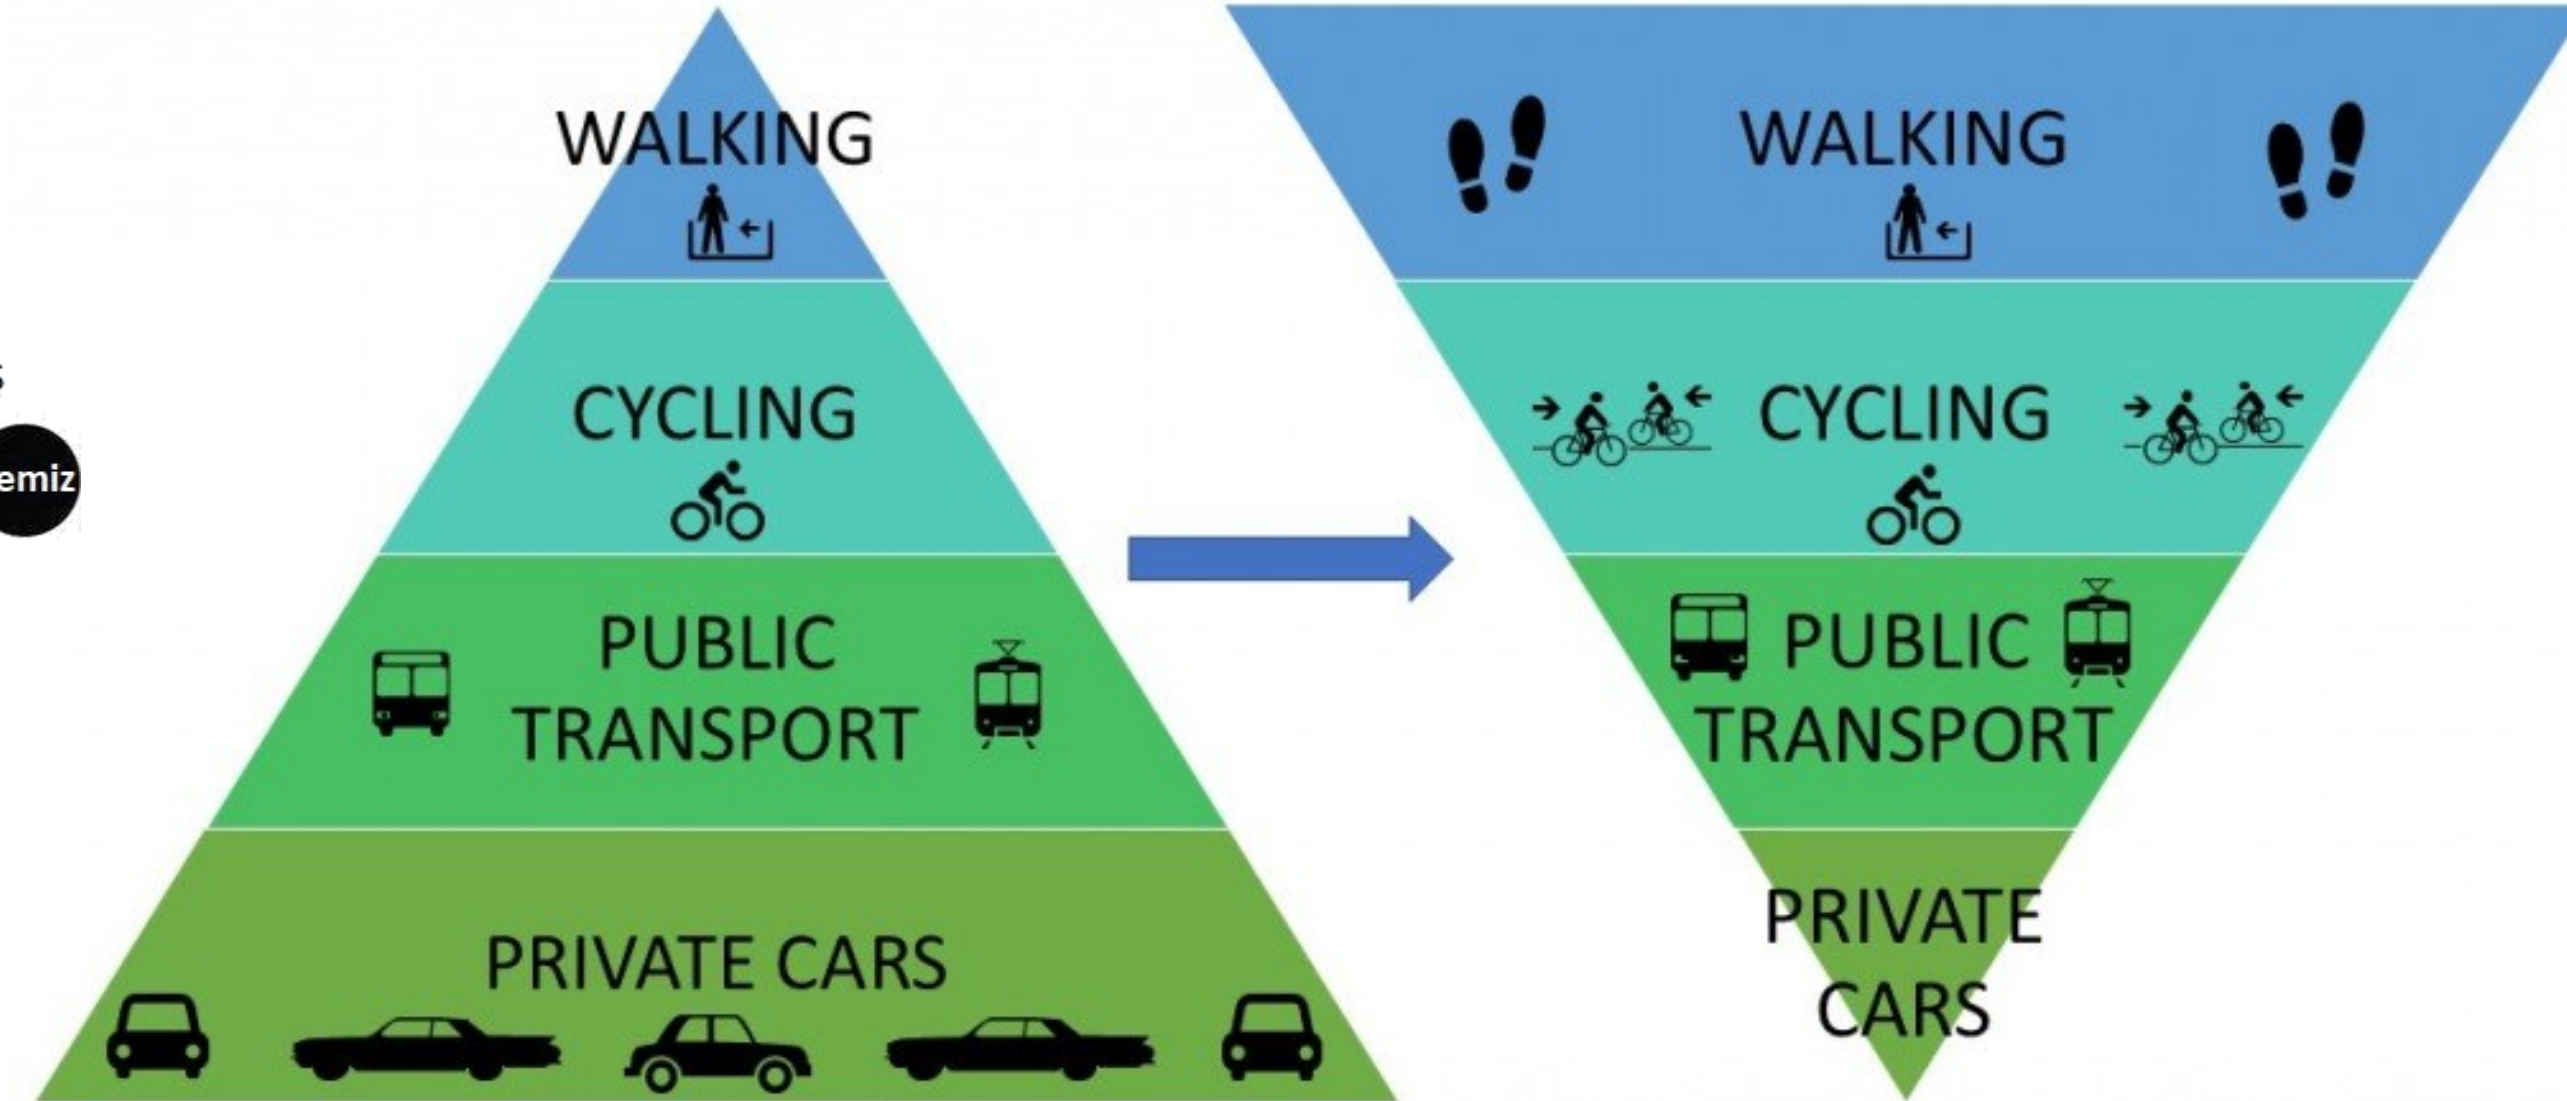 WALKING
CYCLING
PUBLIC
TRANSPORT
PRIVATE CARS
WALKING
CYCLING
PUBLIC
TRANSPORT
PRIVATE
CARS
emiz